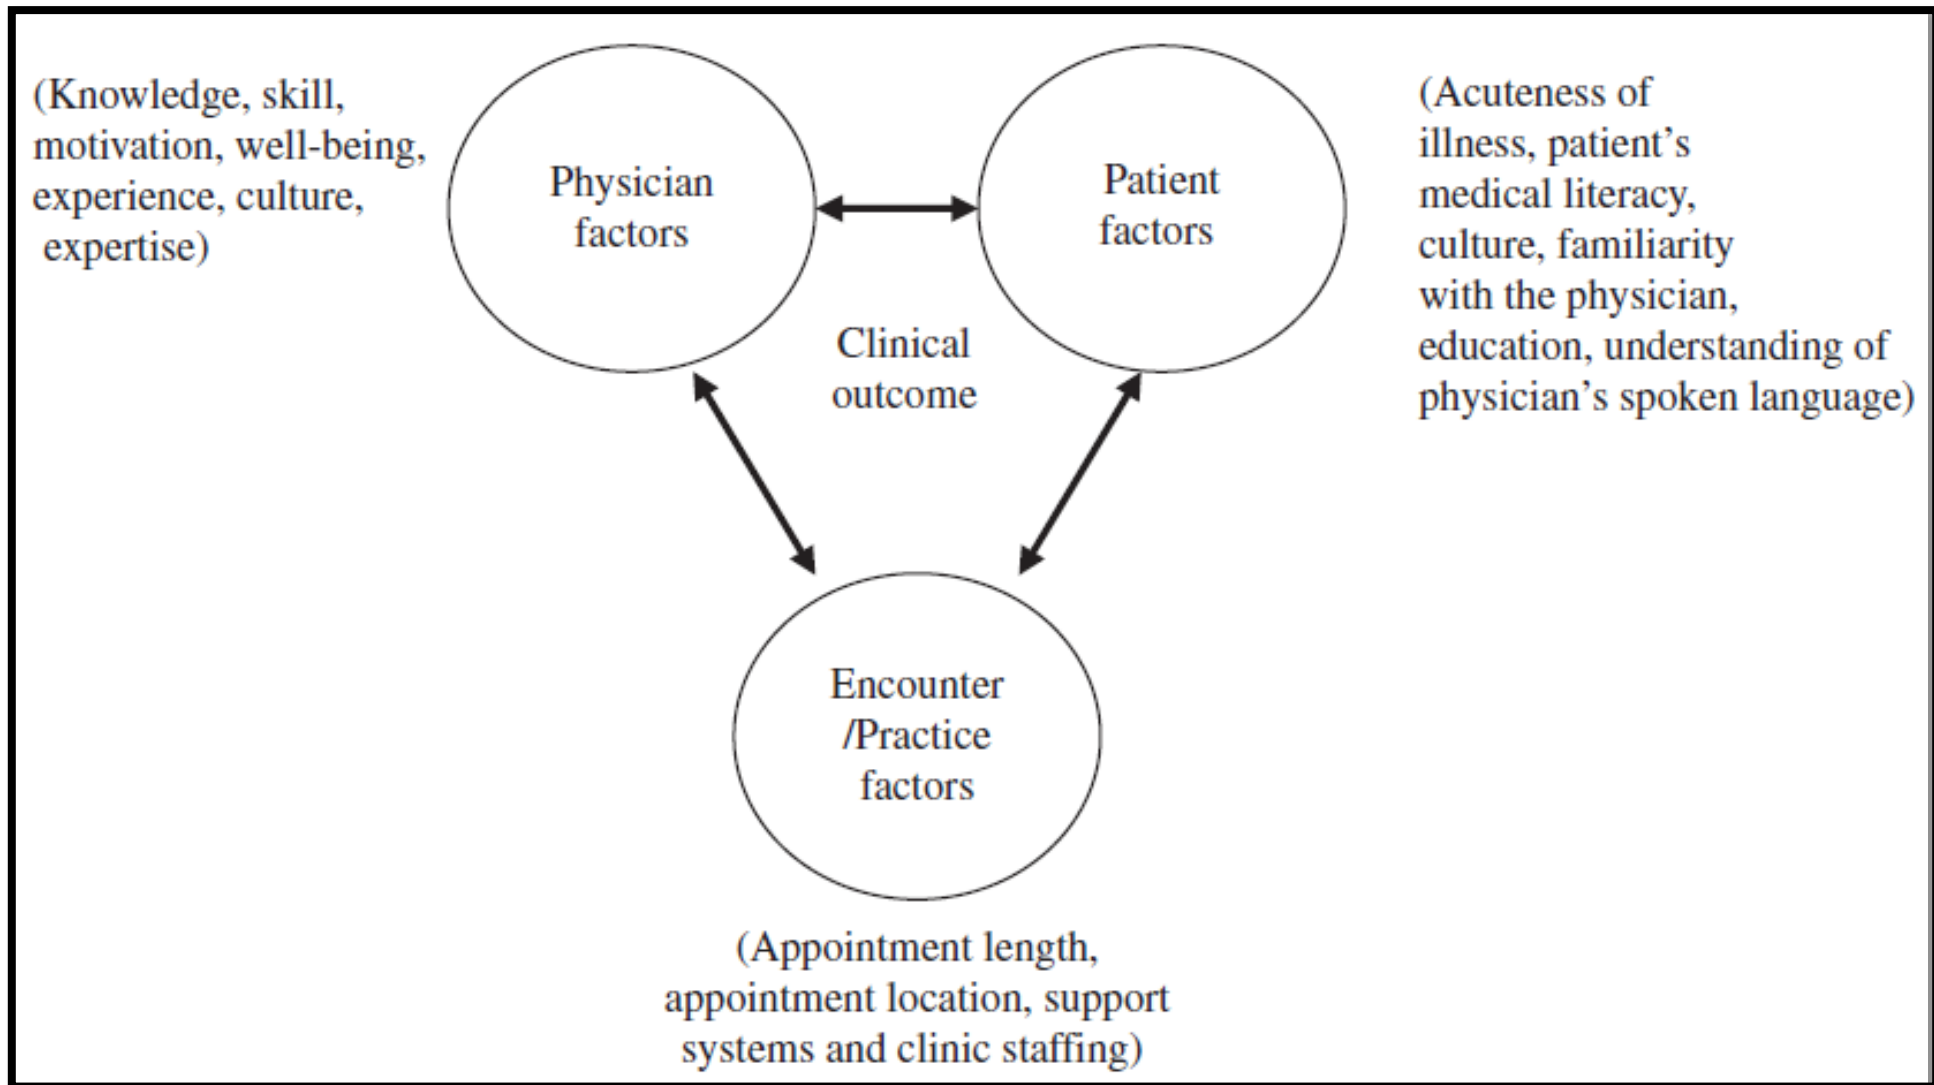 (Knowledge, skill,
motivation, well-being,
experience, culture,
expertise)
Physician
factors
Patient
factors
(Acuteness of
illness, patient’s
medical literacy,
culture, familiarity
with the physician,
education, understanding of
physician’s spoken language)
Clinical
outcome
Encounter
/Practice
factors
(Appointment length,
appointment location, support
systems and clinic staffing)